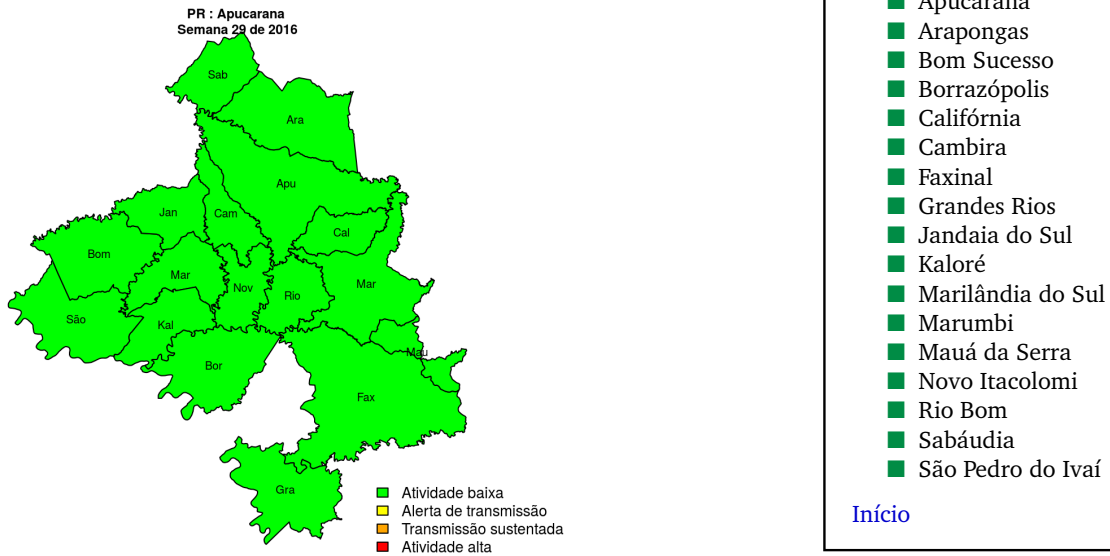 PR : Apucarana
Semana 29 de 2016
Sab
Ara
Apu
Jan
Cam
Cal
Bom
Mar
Nov
Rio
Mar
São
Kal
Mau
Bor
Fax
Gra
Atividade baixa
Alerta de transmissão
Transmissão sustentada
Atividade alta
Apucarana
Arapongas
Bom Sucesso
Borrazópolis
Califórnia
Cambira
Faxinal
Grandes Rios
Jandaia do Sul
Kaloré
Marilândia do Sul
Marumbi
Mauá da Serra
Novo Itacolomi
Rio Bom
Sabáudia
São Pedro do Ivaí
Início